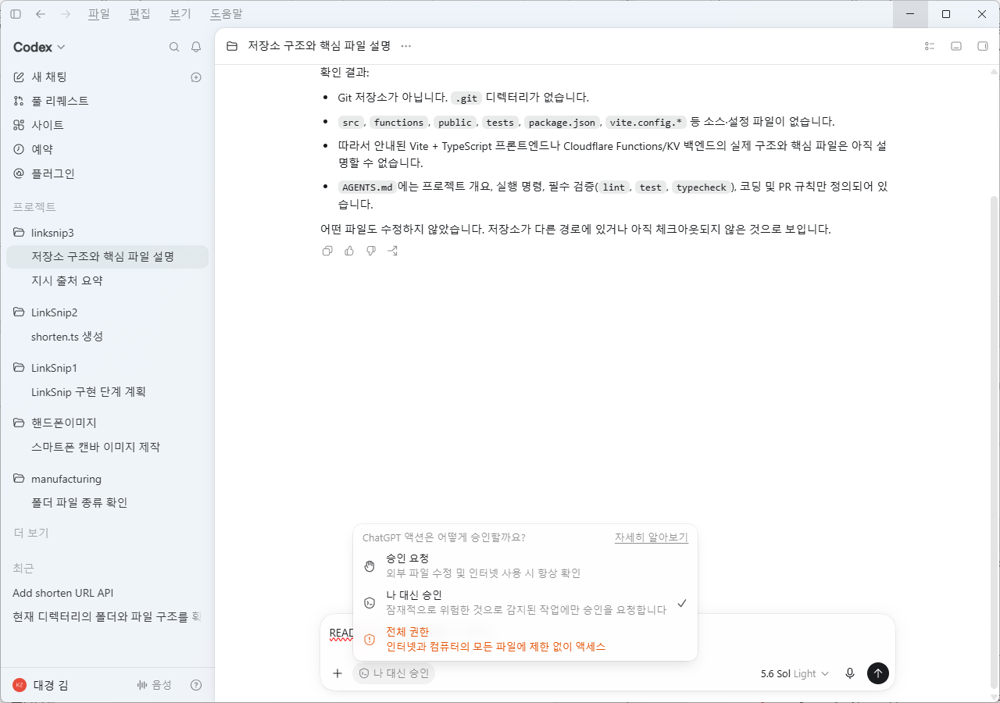 파일 편집 보기 도움말
Codex
새 채팅
풀 리퀘스트
사이트
예약
플러그인
프로젝트
linksnip3
저장소 구조와 핵심 파일 설명
지시 출처 요약
LinkSnip2
shorten.ts 생성
LinkSnip1
LinkSnip 구현 단계 계획
핸드폰이미지
스마트폰 캔바 이미지 제작
manufacturing
폴더 파일 종류 확인
더 보기
최근
Add shorten URL API
현재 디렉터리의 폴더와 파일 구조를
KZ 대경 김 음성
저장소 구조와 핵심 파일 설명
확인 결과:
• Git 저장소가 아닙니다. .git 디렉터리가 없습니다.
• src, functions, public, tests, package.json, vite.config.* 등 소스·설정 파일이 없습니다.
• 따라서 안내된 Vite + TypeScript 프론트엔드나 Cloudflare Functions/KV 백엔드의 실제 구조와 핵심 파일은 아직 설
명할 수 없습니다.
• AGENTS.md에는 프로젝트 개요, 실행 명령, 필수 검증( lint, test, typecheck ), 코딩 및 PR 규칙만 정의되어 있
습니다.
어떤 파일도 수정하지 않았습니다. 저장소가 다른 경로에 있거나 아직 체크아웃되지 않은 것으로 보입니다.
ChatGPT 액션은 어떻게 승인할까요? 자세히 알아보기
승인 요청
외부 파일 수정 및 인터넷 사용 시 항상 확인
나 대신 승인
잠재적으로 위험한 것으로 감지된 작업에만 승인을 요청합니다
전체 권한
인터넷과 컴퓨터의 모든 파일에 제한 없이 액세스
READ
나 대신 승인 5.6 Sol Light